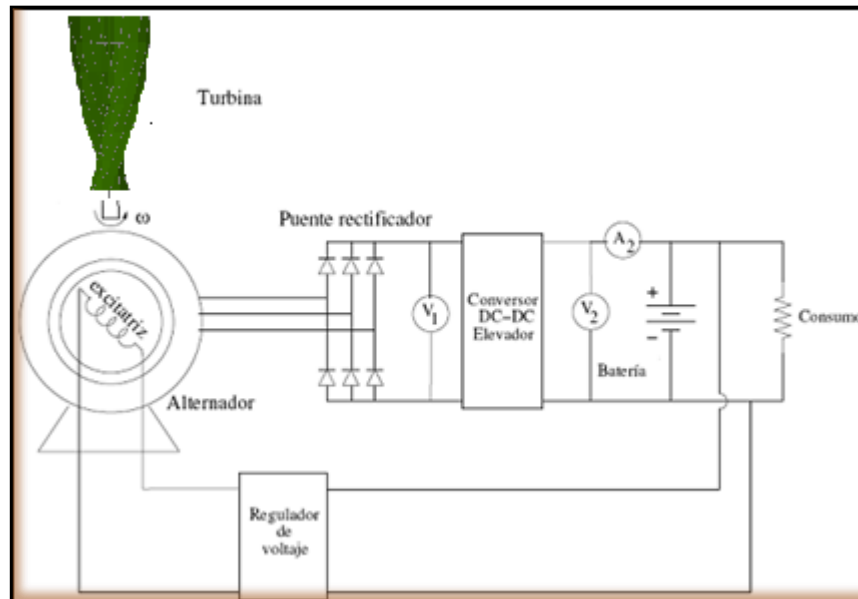 Turbina
ω
Puente rectificador
excitatriz
V1
Conversor
DC-DC
Elevador
A2
V2
+
-
Batería
Consumo
Alternador
Regulador
de
voltaje